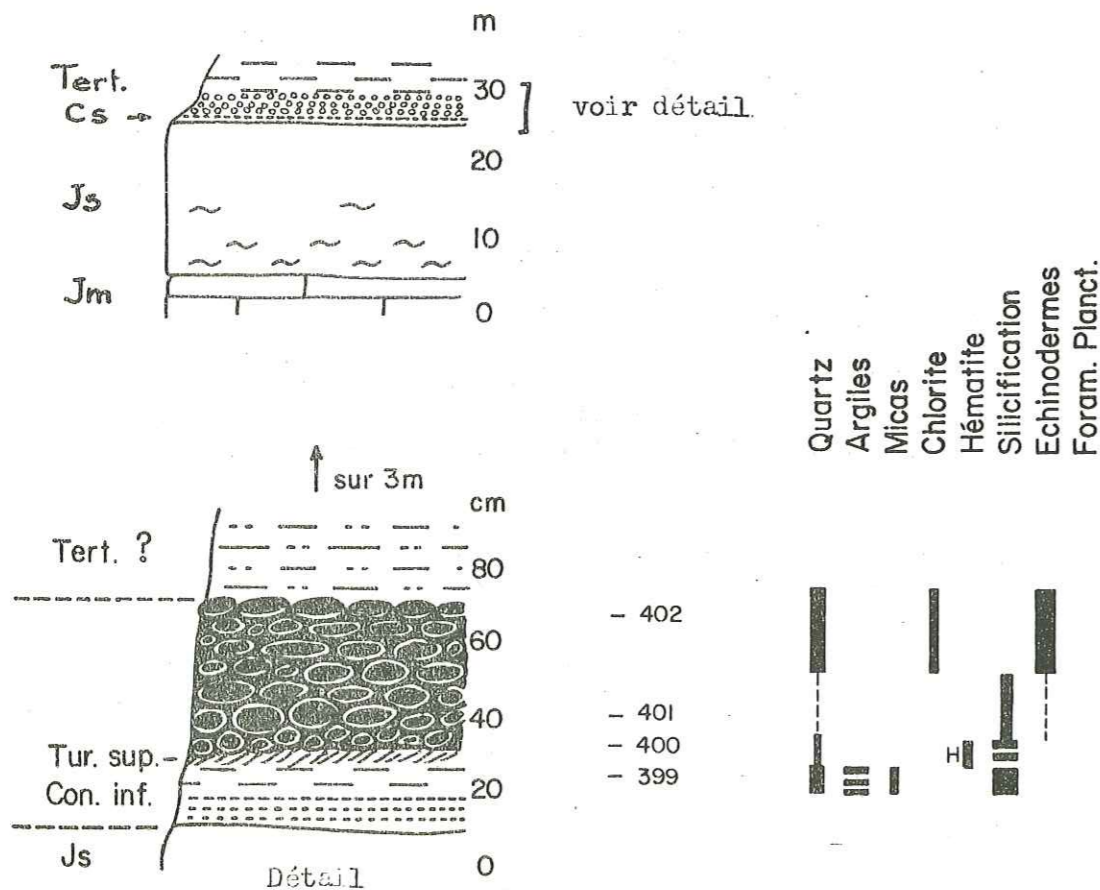 m
Tert.
30
Cs →
voir détail
20
Js
10
Jm
0
Quartz
Argiles
Micas
Chlorite
Hématite
Silicification
Echinodermes
Foram. Planct.
↑ sur 3m
cm
Tert. ?
80
– 402
60
40
– 401
– 400
Tur. sup.
H
– 399
Con. inf.
20
Js
0
Détail